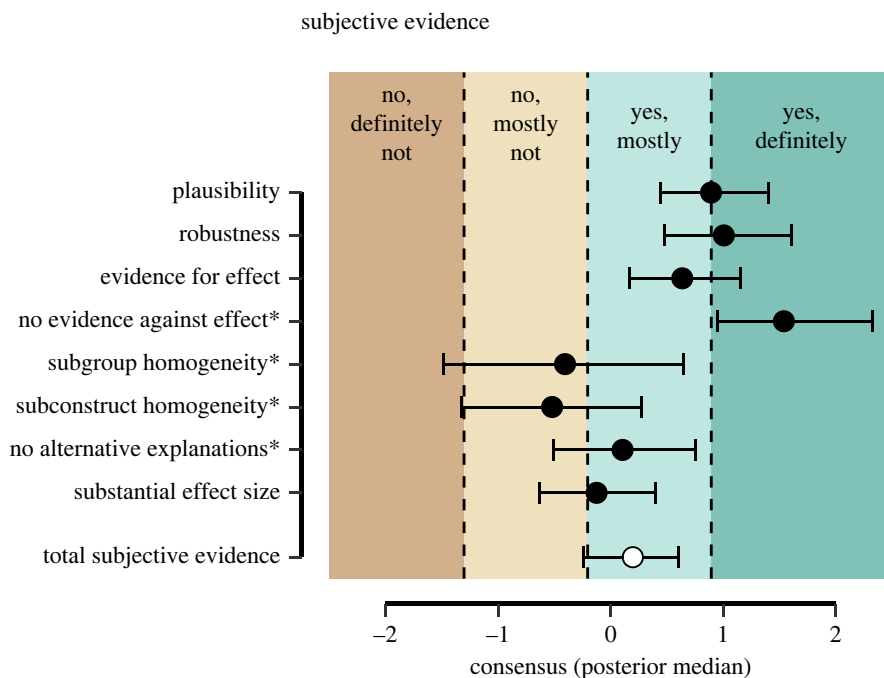 subjective evidence
no,
definitely
not
no,
mostly
not
yes,
mostly
yes,
definitely
plausibility
robustness
evidence for effect
no evidence against effect*
subgroup homogeneity*
subconstruct homogeneity*
no alternative explanations*
substantial effect size
total subjective evidence
–2
–1
0
1
2
consensus (posterior median)